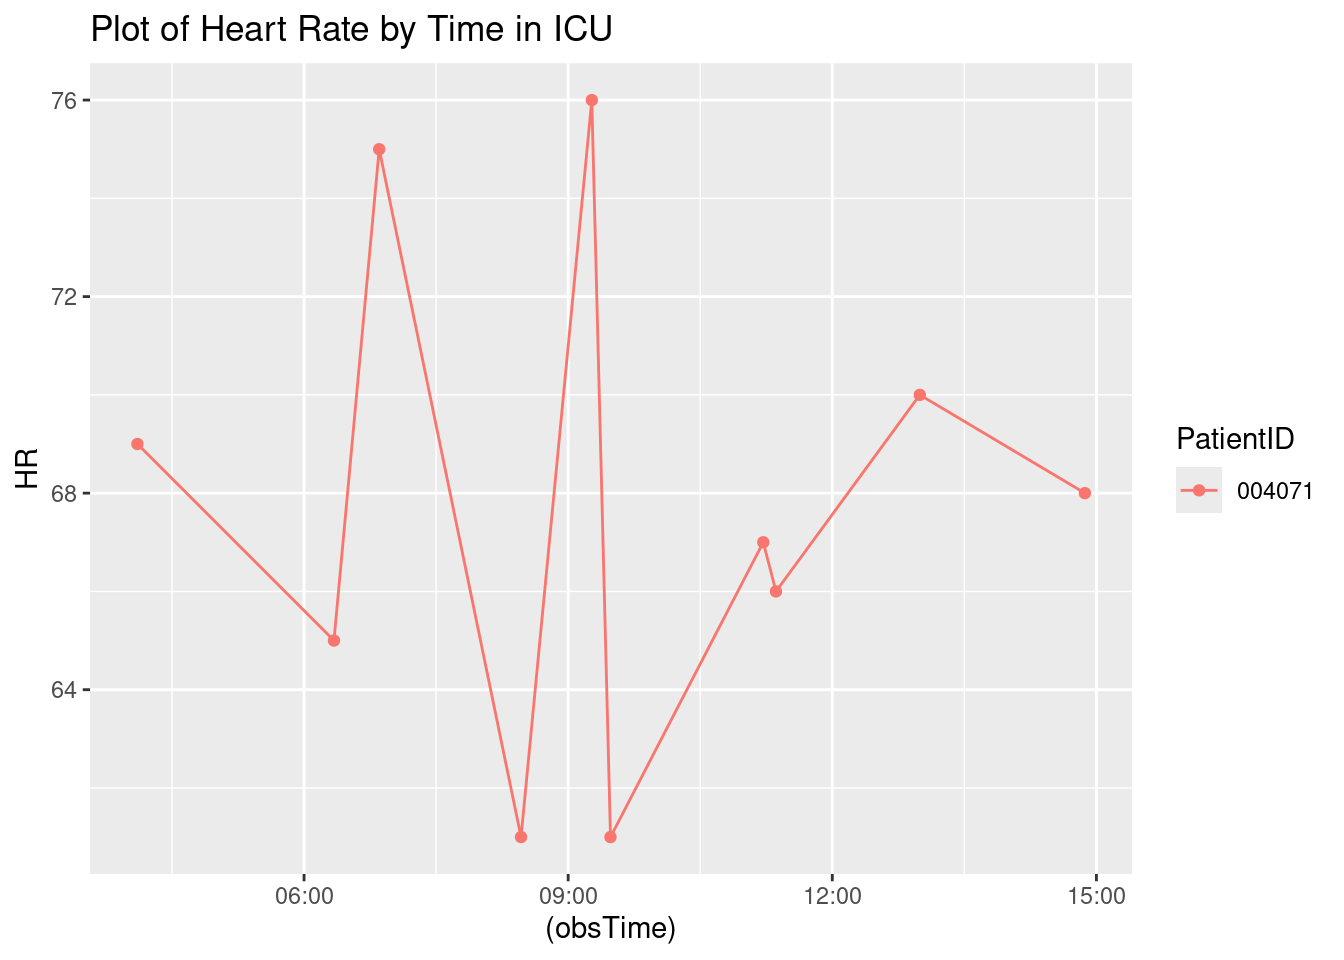 Plot of Heart Rate by Time in ICU
76
72
68
64
HR
06:00 09:00 12:00 15:00
(obsTime)
PatientID
004071